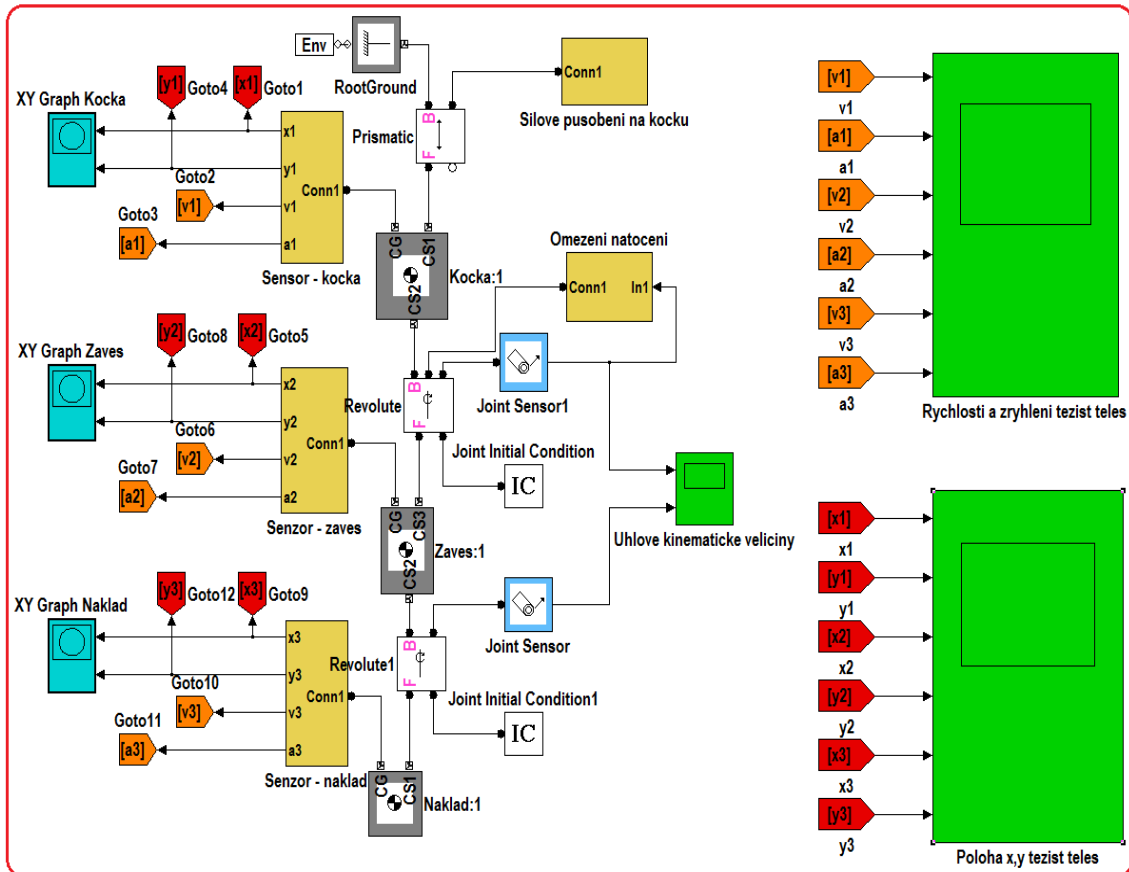 Env
RootGround
Conn1
Silove pusobeni na kocku
Prismatic
B
F
XY Graph Kocka
[y1]
Goto4
[x1]
Goto1
x1
y1
v1
a1
Conn1
Goto2
[v1]
Goto3
[a1]
Sensor - kocka
CG
CS1
CS2
Kocka:1
Omezeni natoceni
Conn1
In1
Joint Sensor1
Revolute
B
F
Joint Initial Condition
IC
XY Graph Zaves
[y2]
Goto8
[x2]
Goto5
x2
y2
v2
a2
Conn1
Goto6
[v2]
Goto7
[a2]
Senzor - zaves
CG
CS3
CS2
Zaves:1
Uhlove kinematicke veliciny
Joint Sensor
Revolute1
B
F
Joint Initial Condition1
IC
XY Graph Naklad
[y3]
Goto12
[x3]
Goto9
x3
y3
v3
a3
Conn1
Goto10
[v3]
Goto11
[a3]
Senzor - naklad
CG
CS1
Naklad:1
[v1]
v1
[a1]
a1
[v2]
v2
[a2]
a2
[v3]
v3
[a3]
a3
Rychlosti a zryhleni tezist teles
[x1]
x1
[y1]
y1
[x2]
x2
[y2]
y2
[x3]
x3
[y3]
y3
Poloha x,y tezist teles